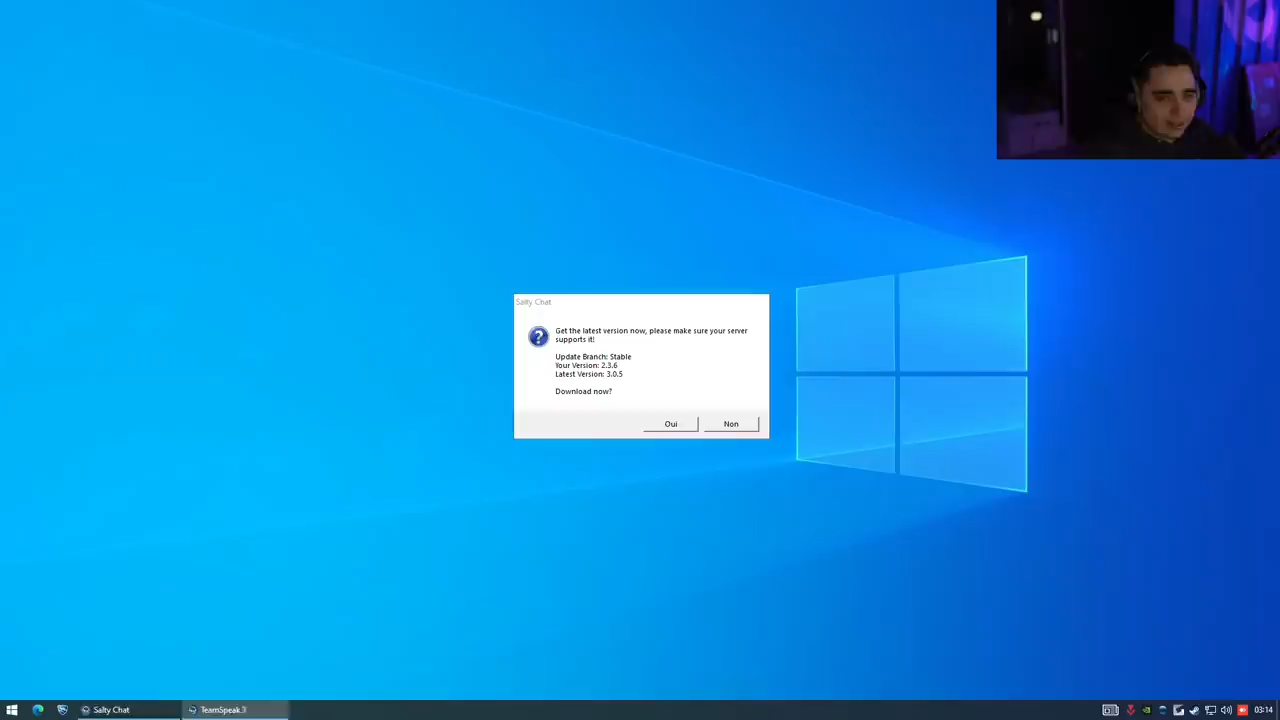 Salty Chat
Get the latest version now, please make sure your server
supports it!
Update Branch: Stable
Your Version: 2.3.6
Latest Version: 3.0.5
Download now?
Oui
Non
Salty Chat
TeamSpeak 3
03:14